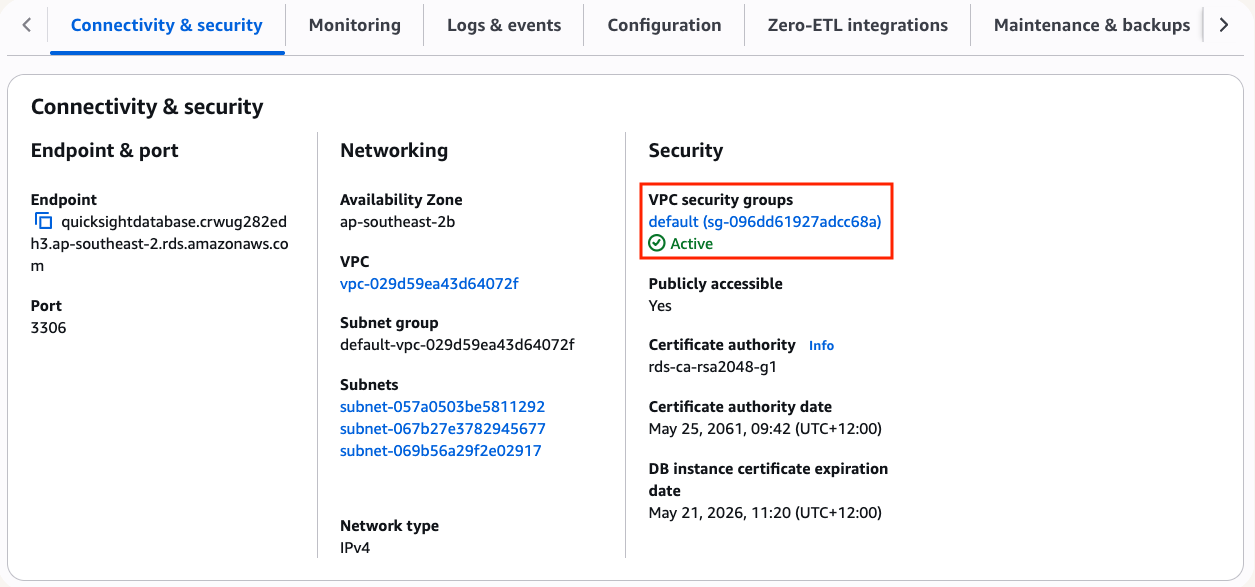 Connectivity & security
Monitoring
Logs & events
Configuration
Zero-ETL integrations
Maintenance & backups
Connectivity & security
Endpoint & port
Endpoint
quicksightdatabase.crwug282ed
h3.ap-southeast-2.rds.amazonaws.co
m
Port
3306
Networking
Availability Zone
ap-southeast-2b
VPC
vpc-029d59ea43d64072f
Subnet group
default-vpc-029d59ea43d64072f
Subnets
subnet-057a0503be5811292
subnet-067b27e3782945677
subnet-069b56a29f2e02917
Network type
IPv4
Security
VPC security groups
default (sg-096dd61927adcc68a)
Active
Publicly accessible
Yes
Certificate authority Info
rds-ca-rsa2048-g1
Certificate authority date
May 25, 2061, 09:42 (UTC+12:00)
DB instance certificate expiration
date
May 21, 2026, 11:20 (UTC+12:00)